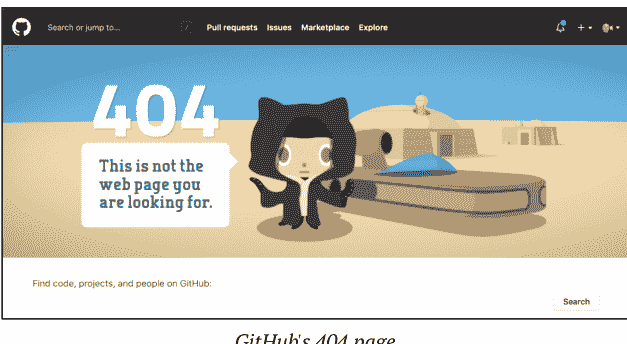 Search or jump to... /
Pull requests Issues Marketplace Explore
404
This is not the
web page you
are looking for.
Find code, projects, and people on GitHub:
Search
GitHub's 404 page